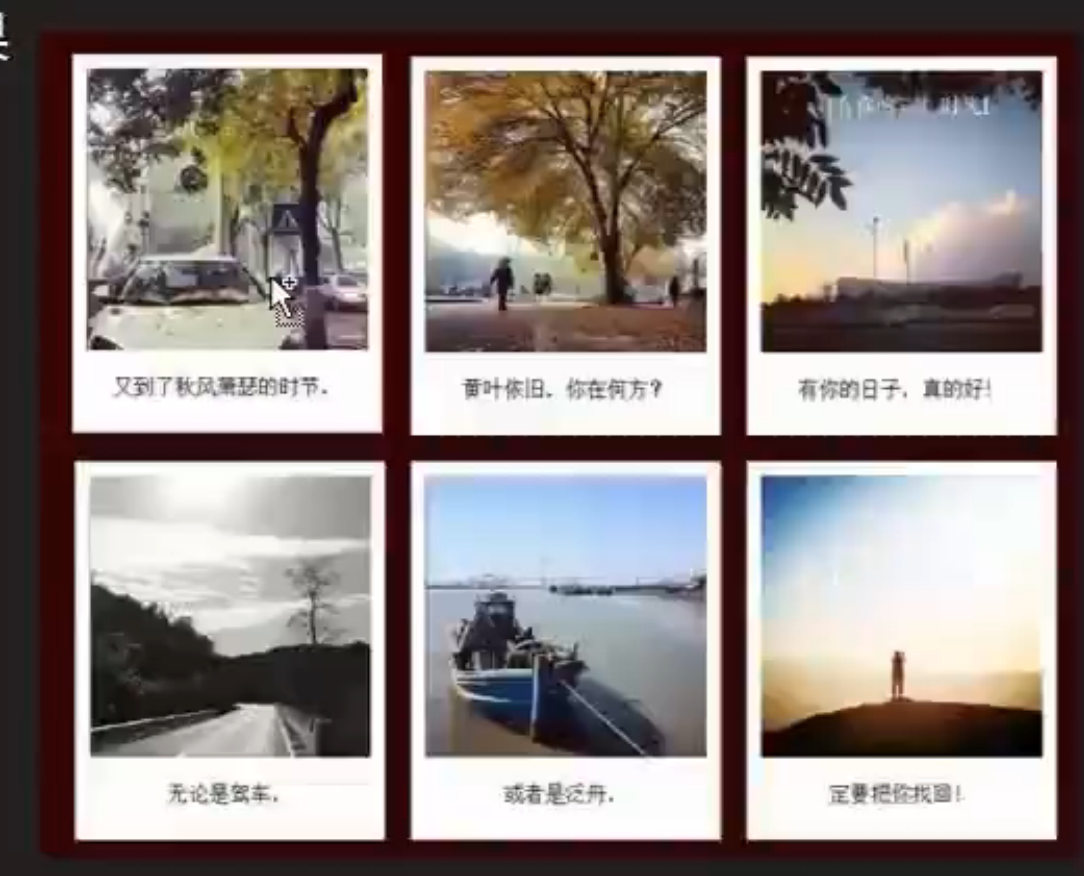 果
又到了秋风萧瑟的时节，
黄叶依旧，你在何方？
有你的日子，真的好！
无论是驾车，
或者是泛舟，
定要把你找回！